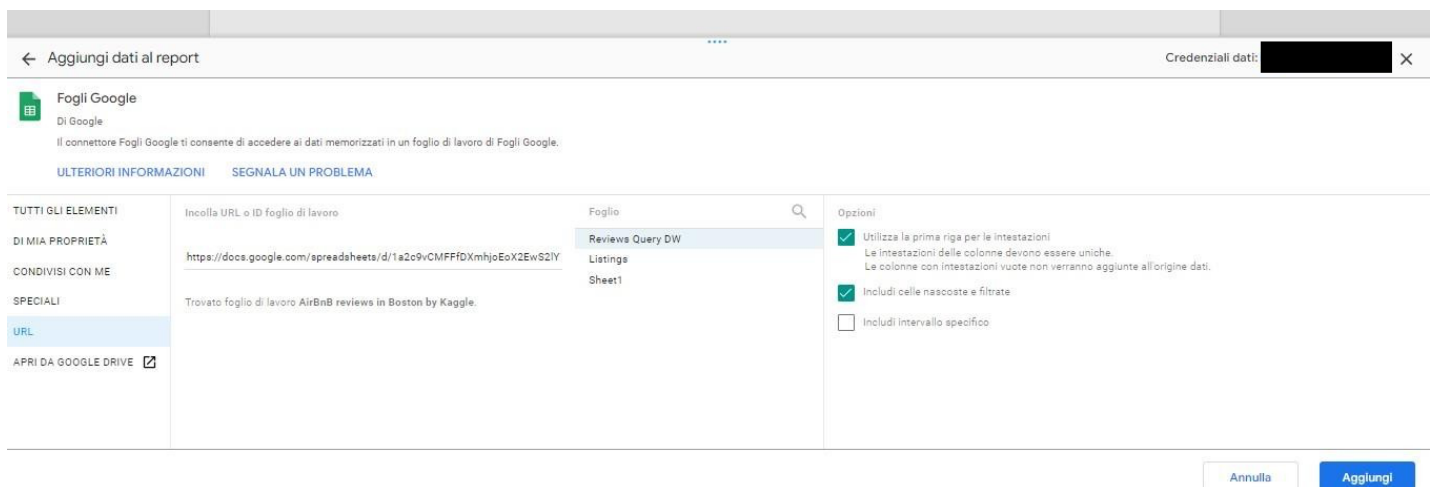 Aggiungi dati al report
Credenziali dati:
Fogli Google
Di Google
Il connettore Fogli Google ti consente di accedere ai dati memorizzati in un foglio di lavoro di Fogli Google.
ULTERIORI INFORMAZIONI SEGNALA UN PROBLEMA
TUTTI GLI ELEMENTI
DI MIA PROPRIETÀ
CONDIVISI CON ME
SPECIALI
URL
APRI DA GOOGLE DRIVE
Incolla URL o ID foglio di lavoro
https://docs.google.com/spreadsheets/d/1a2c9vCMFFfDXmhjoEoX2EwS2lY
Trovato foglio di lavoro AirBnB reviews in Boston by Kaggle.
Foglio
Reviews Query DW
Listings
Sheet1
Opzioni
Utilizza la prima riga per le intestazioni
Le intestazioni delle colonne devono essere uniche.
Le colonne con intestazioni vuote non verranno aggiunte all'origine dati.
Includi celle nascoste e filtrate
Includi intervallo specifico
Annulla
Aggiungi